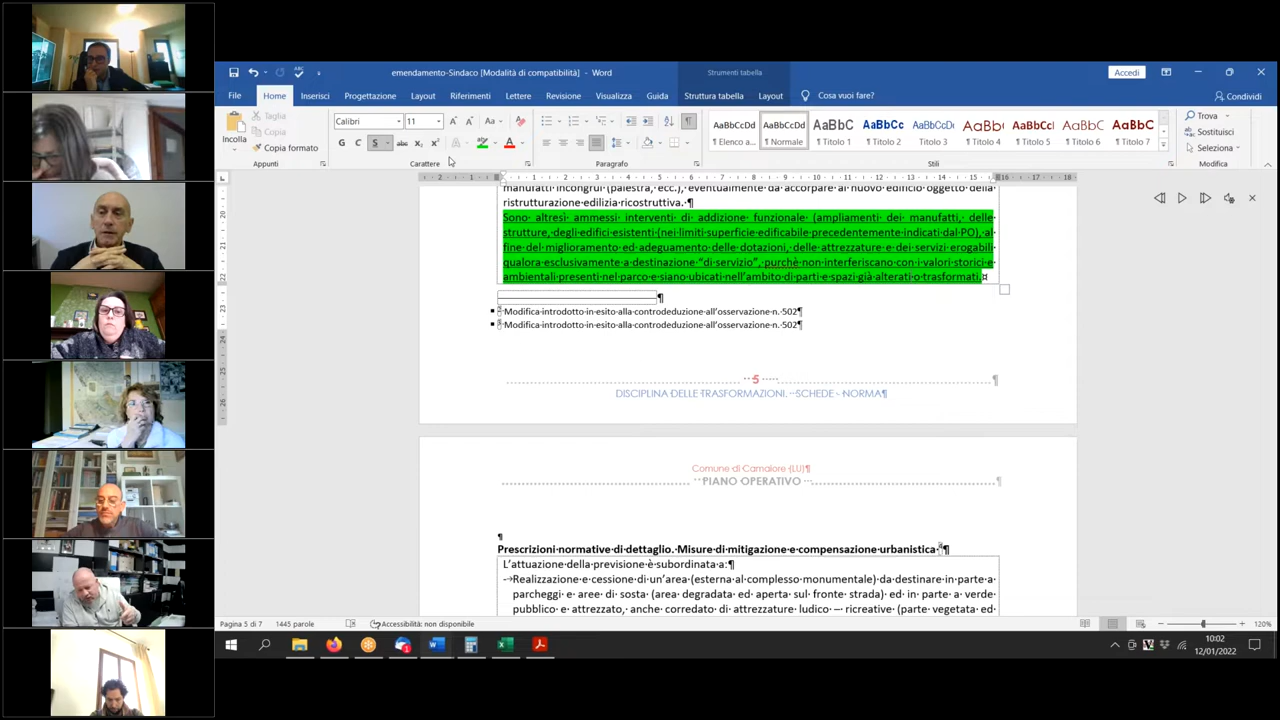 emendamento-Sindaco [Modalità di compatibilità] - Word
Strumenti tabella
Accedi
File Home Inserisci Progettazione Layout Riferimenti Lettere Revisione Visualizza Guida Struttura tabella Layout Cosa vuoi fare? Condividi
Incolla
Taglia
Copia
Copia formato
Appunti
Calibri 11
Carattere
Paragrafo
AaBbCcDd AaBbCcDd AaBbC AaBbCc AaBbCcDd AaBbC AaBbCc AaBbCcD AaBbC
¶ Elenco a... ¶ Normale ¶ Titolo 1 ¶ Titolo 2 ¶ Titolo 3 ¶ Titolo 4 ¶ Titolo 5 ¶ Titolo 6 ¶ Titolo 7
Stili
Trova
Sostituisci
Seleziona
Modifica
manufatti incongrui (palestra, ecc.), eventualmente da accorpare al nuovo edificio oggetto della
ristrutturazione edilizia ricostruttiva. ¶
Sono altresì ammessi interventi di addizione funzionale (ampliamenti dei manufatti, delle
strutture, degli edifici esistenti (nei limiti superficie edificabile precedentemente indicati dal PO), al
fine del miglioramento ed adeguamento delle dotazioni, delle attrezzature e dei servizi erogabili
qualora esclusivamente a destinazione "di servizio", purchè non interferiscano con i valori storici e
ambientali presenti nel parco e siano ubicati nell'ambito di parti e spazi già alterati o trasformati.¤
¶
Modifica introdotto in esito alla controdeduzione all'osservazione n. 502¶
Modifica introdotto in esito alla controdeduzione all'osservazione n. 502¶
5
DISCIPLINA DELLE TRASFORMAZIONI. SCHEDE - NORMA¶
Comune di Camaiore (LU)¶
PIANO OPERATIVO ¶
¶
Prescrizioni normative di dettaglio. Misure di mitigazione e compensazione urbanistica ¶
L'attuazione della previsione è subordinata a:¶
-→Realizzazione e cessione di un'area (esterna al complesso monumentale) da destinare in parte a
parcheggi e aree di sosta (area degradata ed aperta sul fronte strada) ed in parte a verde
pubblico e attrezzato, anche corredato di attrezzature ludico – ricreative (parte vegetata ed
Pagina 5 di 7 1445 parole Accessibilità: non disponibile 120%
10:02
12/01/2022